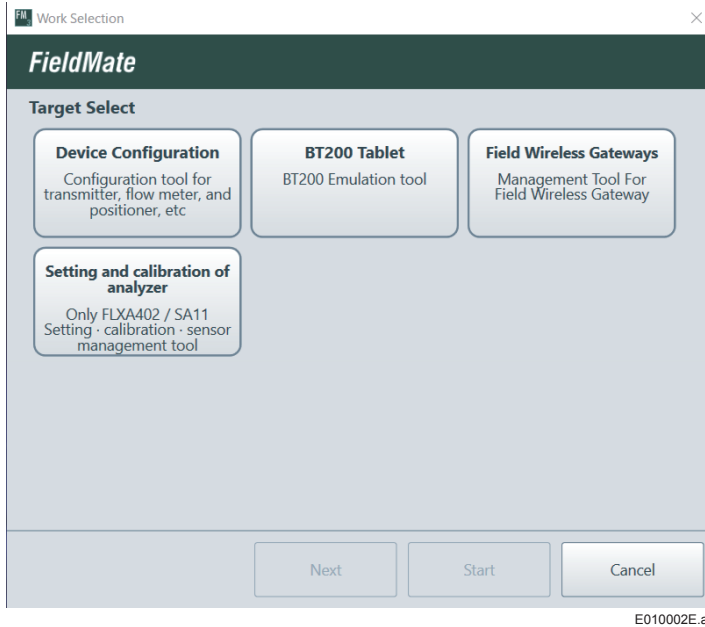 FM
Work Selection
FieldMate
Target Select
Device Configuration
Configuration tool for
transmitter, flow meter, and
positioner, etc
BT200 Tablet
BT200 Emulation tool
Field Wireless Gateways
Management Tool For
Field Wireless Gateway
Setting and calibration of
analyzer
Only FLXA402 / SA11
Setting · calibration · sensor
management tool
Next
Start
Cancel
E010002E.a